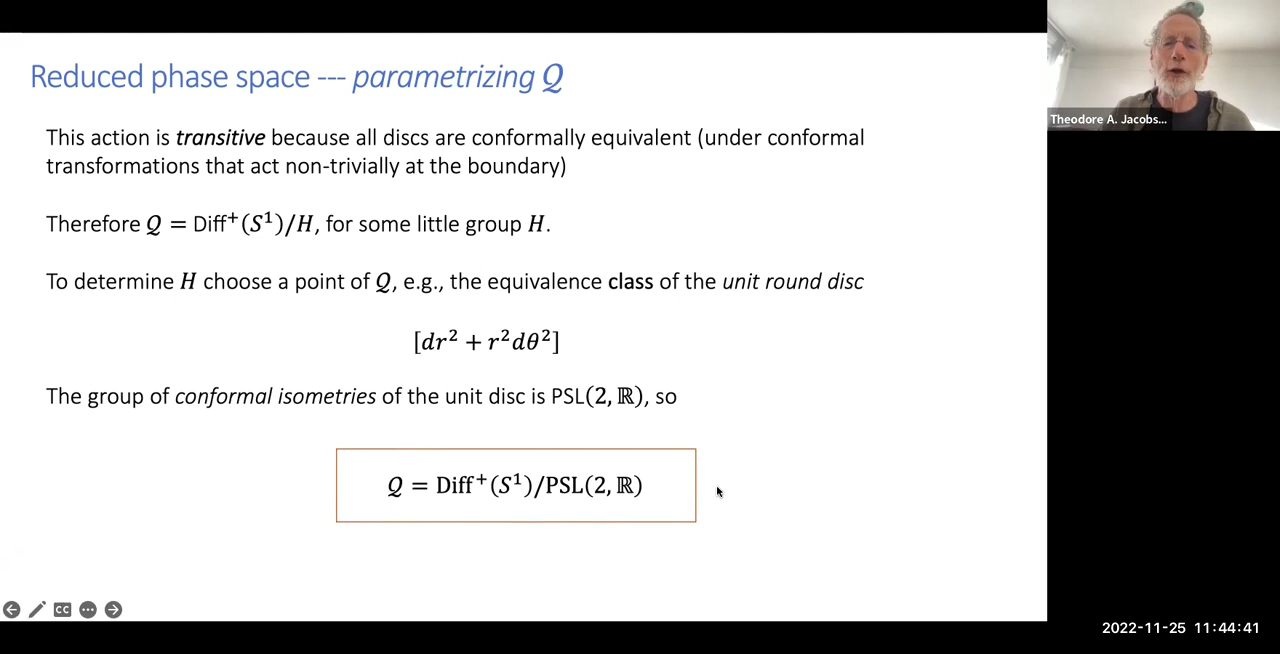 Reduced phase space --- parametrizing 𝒬
This action is transitive because all discs are conformally equivalent (under conformal
transformations that act non-trivially at the boundary)
Therefore 𝒬 = Diff⁺(S¹)/H, for some little group H.
To determine H choose a point of 𝒬, e.g., the equivalence class of the unit round disc
[dr² + r²dθ²]
The group of conformal isometries of the unit disc is PSL(2, ℝ), so
𝒬 = Diff⁺(S¹)/PSL(2, ℝ)
Theodore A. Jacobs...
CC
2022-11-25 11:44:41